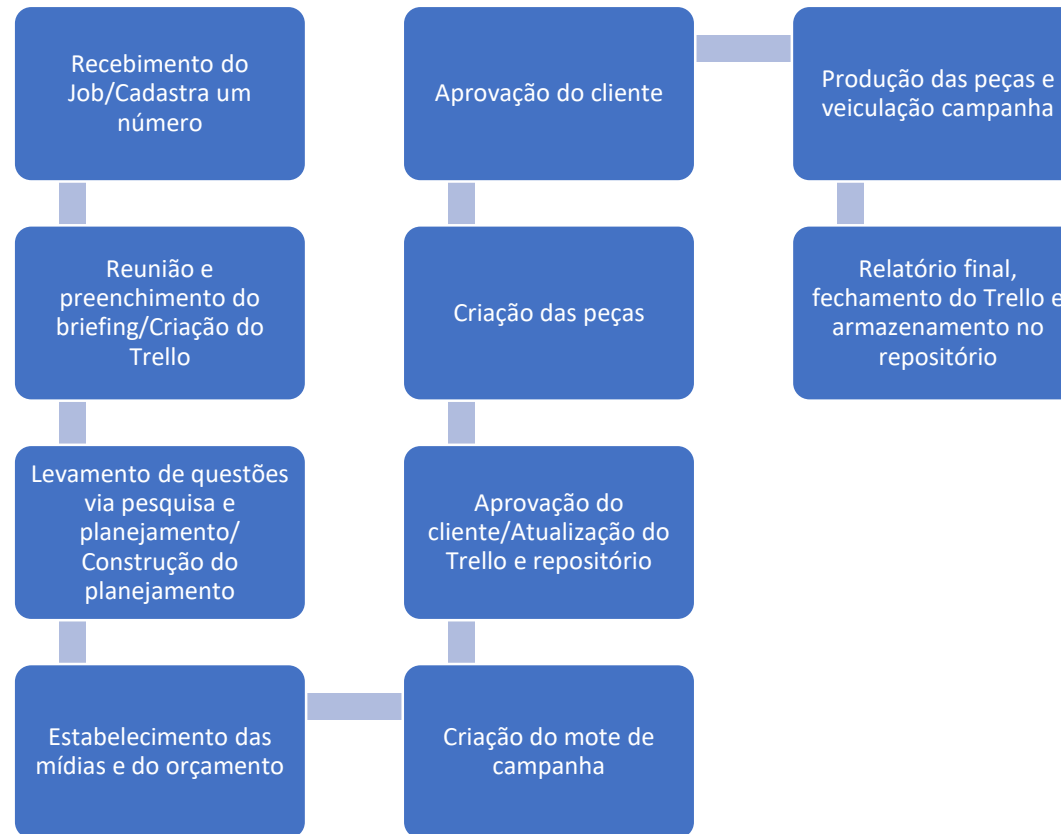 Recebimento do
Job/Cadastra um
número
Reunião e
preenchimento do
briefing/Criação do
Trello
Levamento de questões
via pesquisa e
planejamento/
Construção do
planejamento
Estabelecimento das
mídias e do orçamento
Criação do mote de
campanha
Aprovação do
cliente/Atualização do
Trello e repositório
Criação das peças
Aprovação do cliente
Produção das peças e
veiculação campanha
Relatório final,
fechamento do Trello e
armazenamento no
repositório